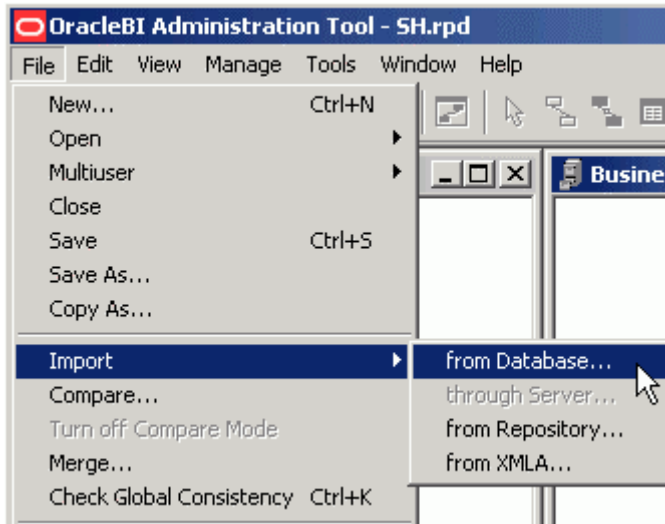 OracleBI Administration Tool - SH.rpd
File Edit View Manage Tools Window Help
New... Ctrl+N
Open
Multiuser
Close
Save Ctrl+S
Save As...
Copy As...
Import
Compare...
Turn off Compare Mode
Merge...
Check Global Consistency Ctrl+K
Busine
from Database...
through Server...
from Repository...
from XMLA...